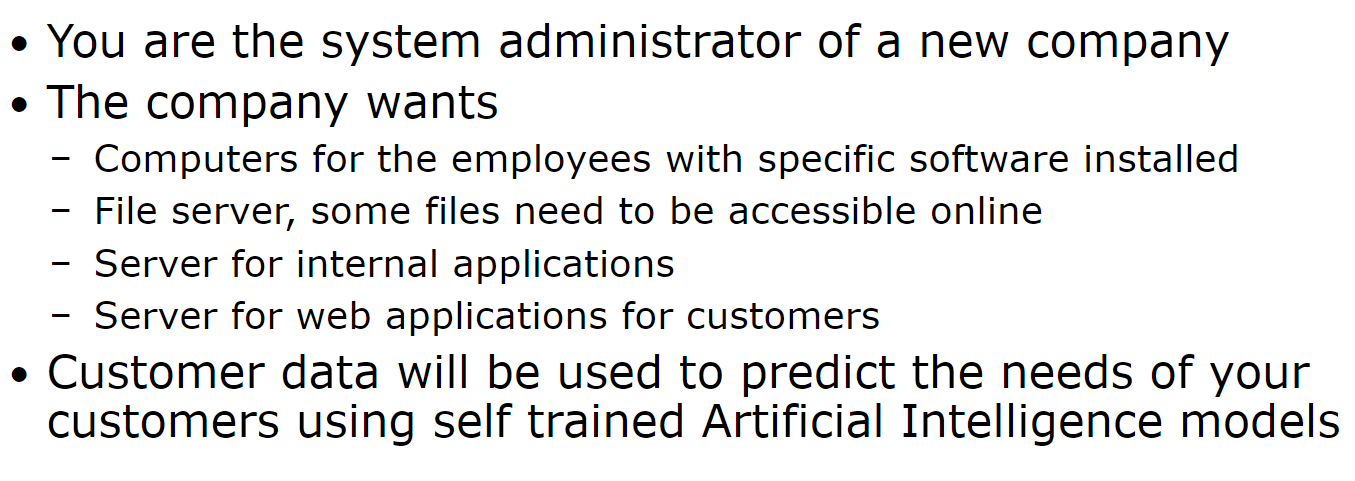 • You are the system administrator of a new company
• The company wants
– Computers for the employees with specific software installed
– File server, some files need to be accessible online
– Server for internal applications
– Server for web applications for customers
• Customer data will be used to predict the needs of your
customers using self trained Artificial Intelligence models